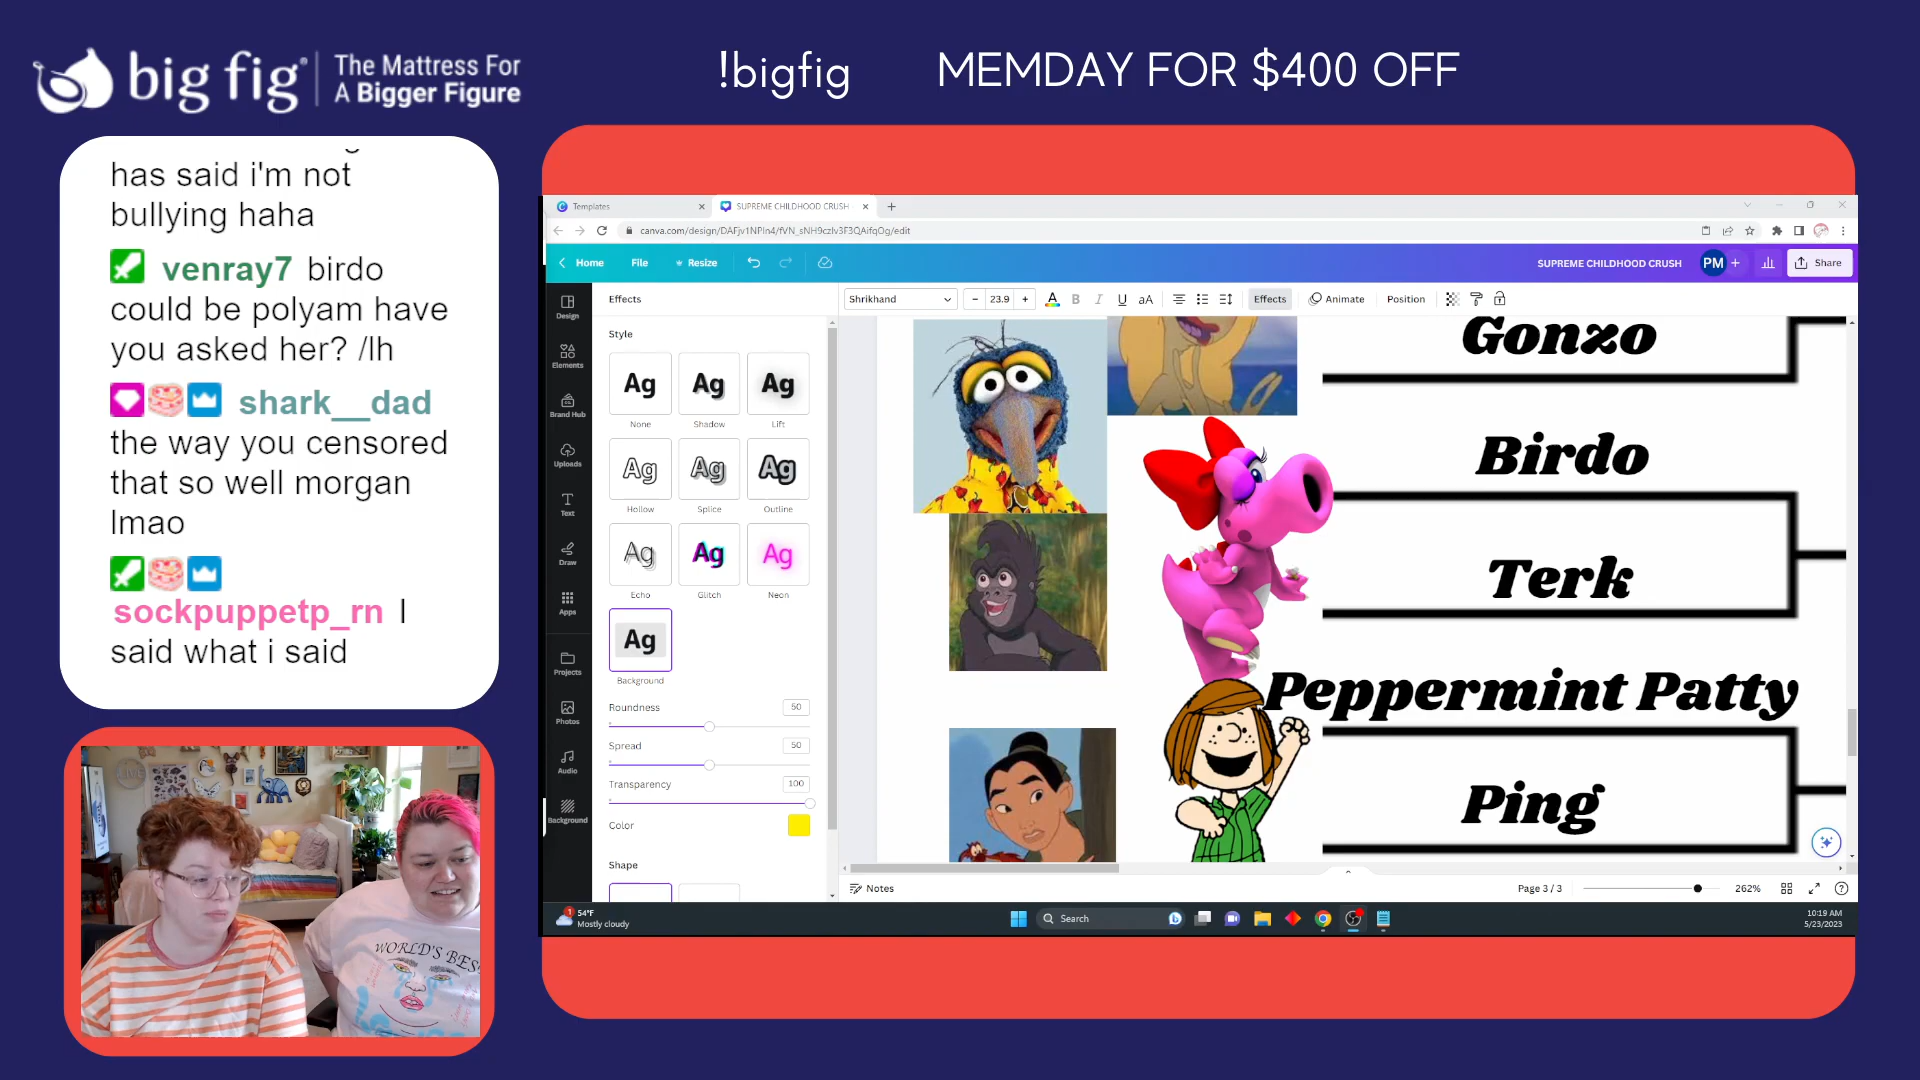 big fig
The Mattress For
A Bigger Figure
!bigfig
MEMDAY FOR $400 OFF
has said i'm not
bullying haha
venray7 birdo
could be polyam have
you asked her? /lh
shark__dad
the way you censored
that so well morgan
lmao
sockpuppetp_rn I
said what i said
WORLD'S BES
Templates
SUPREME CHILDHOOD CRUSH
canva.com/design/DAFjv1NPln4/fVN_sNH9czlv3F3QAifqOg/edit
Home
File
Resize
SUPREME CHILDHOOD CRUSH
PM
Share
Design
Elements
Brand Hub
Uploads
Text
Draw
Apps
Projects
Photos
Audio
Background
Effects
Style
Ag
Ag
Ag
None
Shadow
Lift
Ag
Ag
Ag
Hollow
Splice
Outline
Ag
Ag
Ag
Echo
Glitch
Neon
Ag
Background
Roundness
50
Spread
50
Transparency
100
Color
Shape
Shrikhand
23.9
A
B
I
U
aA
Effects
Animate
Position
Gonzo
Birdo
Terk
Peppermint Patty
Ping
Notes
Page 3 / 3
262%
1
54°F
Mostly cloudy
Search
10:19 AM
5/23/2023